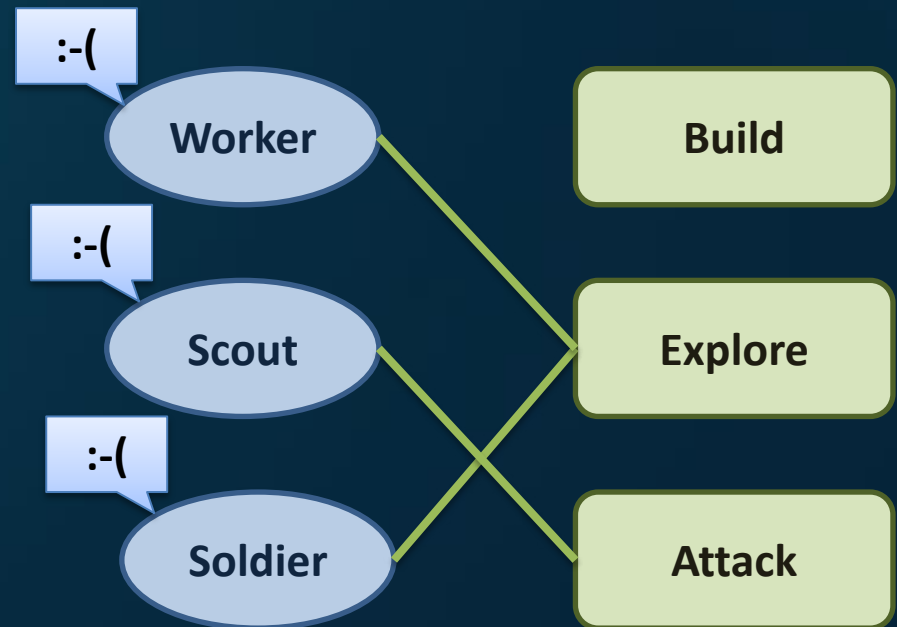 :-(
Worker
Build
:-(
Scout
Explore
:-(
Soldier
Attack